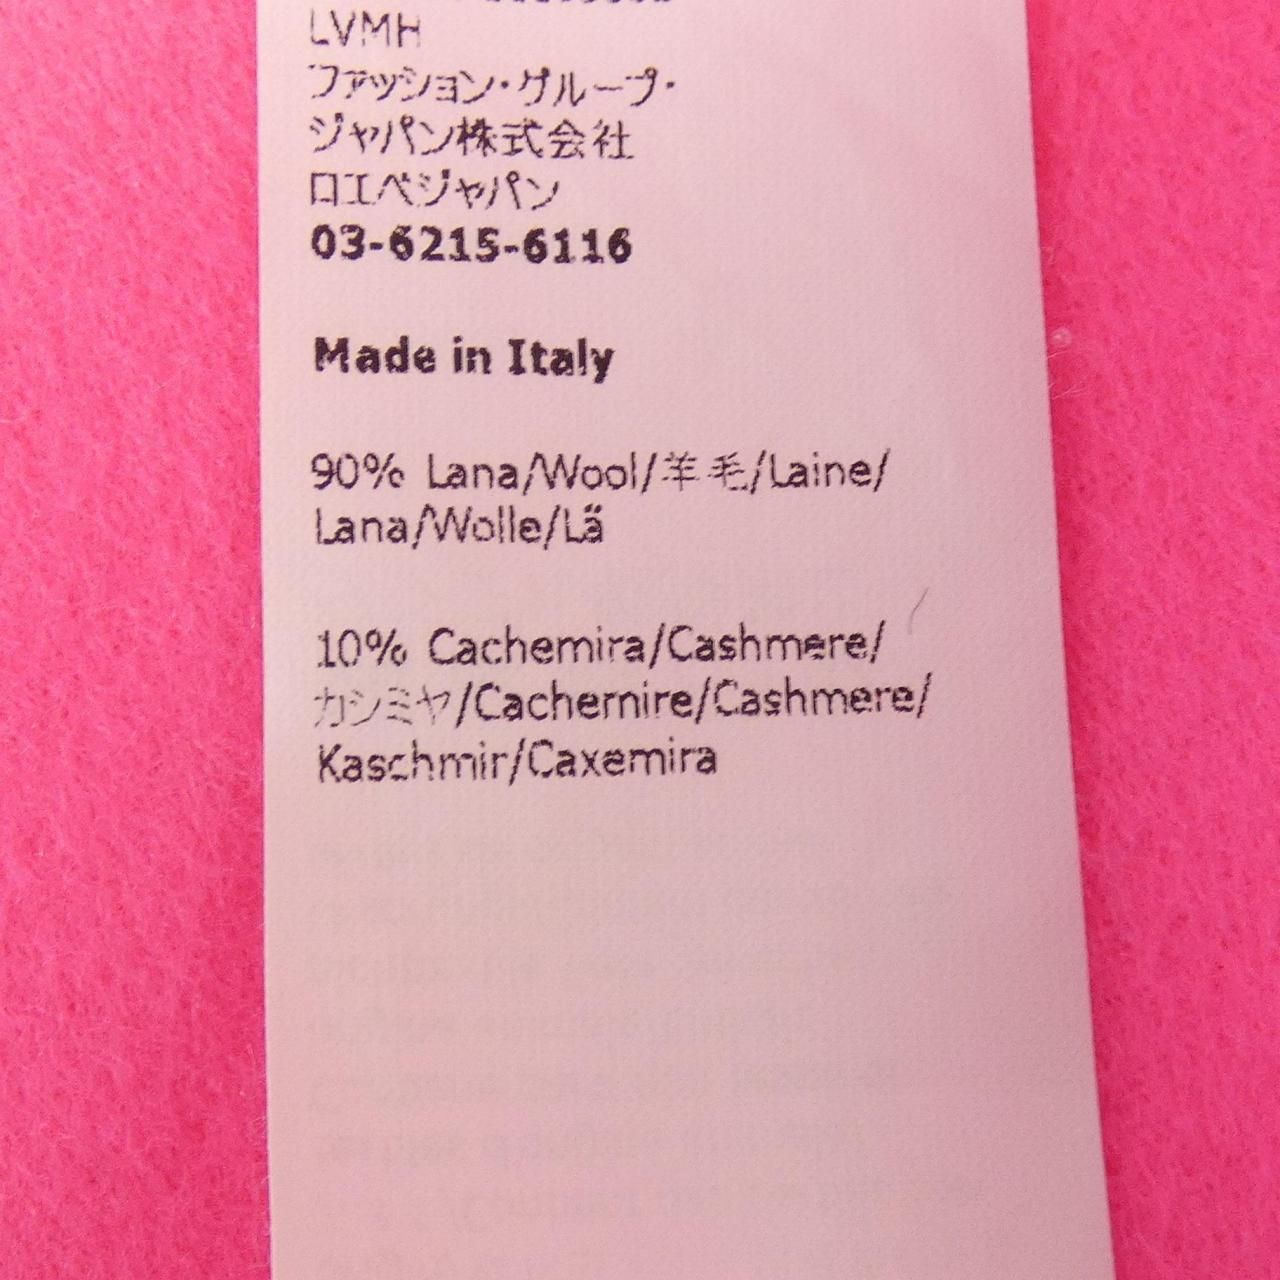 LVMH
ファッション・グループ・
ジャパン株式会社
ロエベジャパン
03-6215-6116
Made in Italy
90% Lana/Wool/羊毛/Laine/
Lana/Wolle/Lä
10% Cachemira/Cashmere/
カシミヤ/Cachemire/Cashmere/
Kaschmir/Caxemira